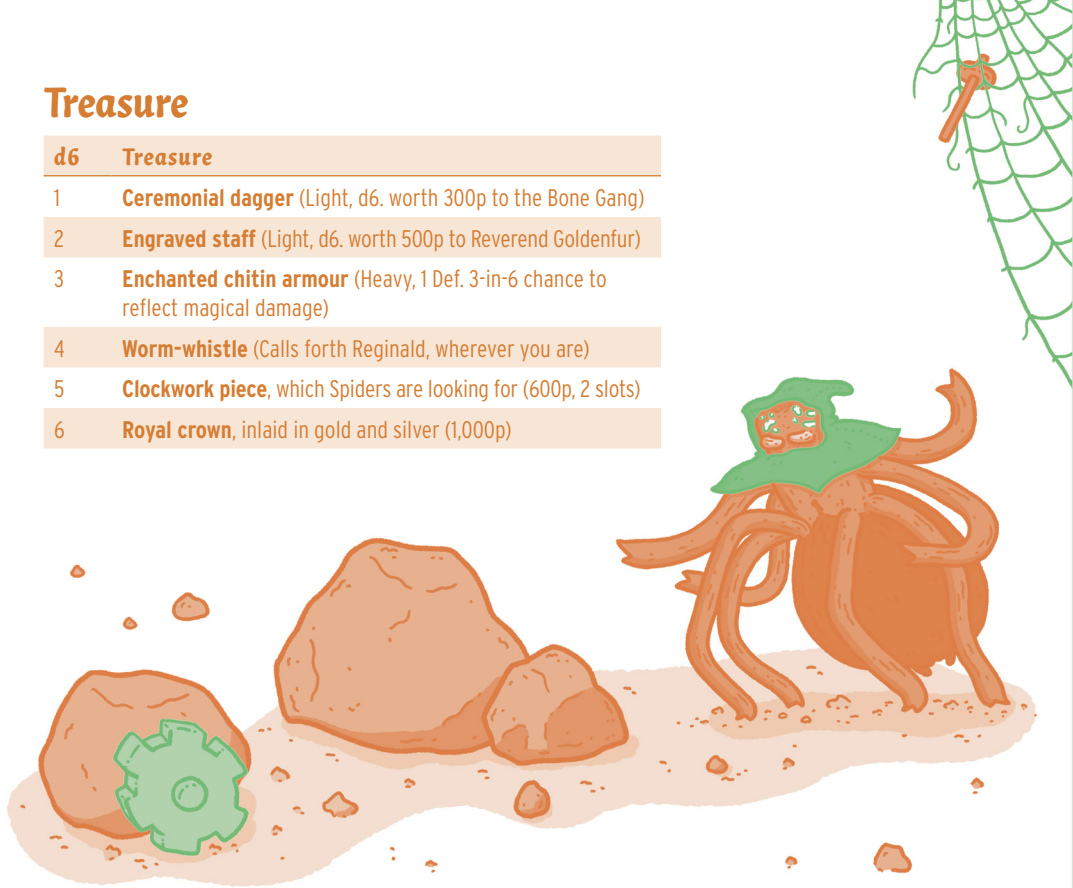 Treasure
d6 Treasure
1 Ceremonial dagger (Light, d6. worth 300p to the Bone Gang)
2 Engraved staff (Light, d6. worth 500p to Reverend Goldenfur)
3 Enchanted chitin armour (Heavy, 1 Def. 3-in-6 chance to
reflect magical damage)
4 Worm-whistle (Calls forth Reginald, wherever you are)
5 Clockwork piece, which Spiders are looking for (600p, 2 slots)
6 Royal crown, inlaid in gold and silver (1,000p)